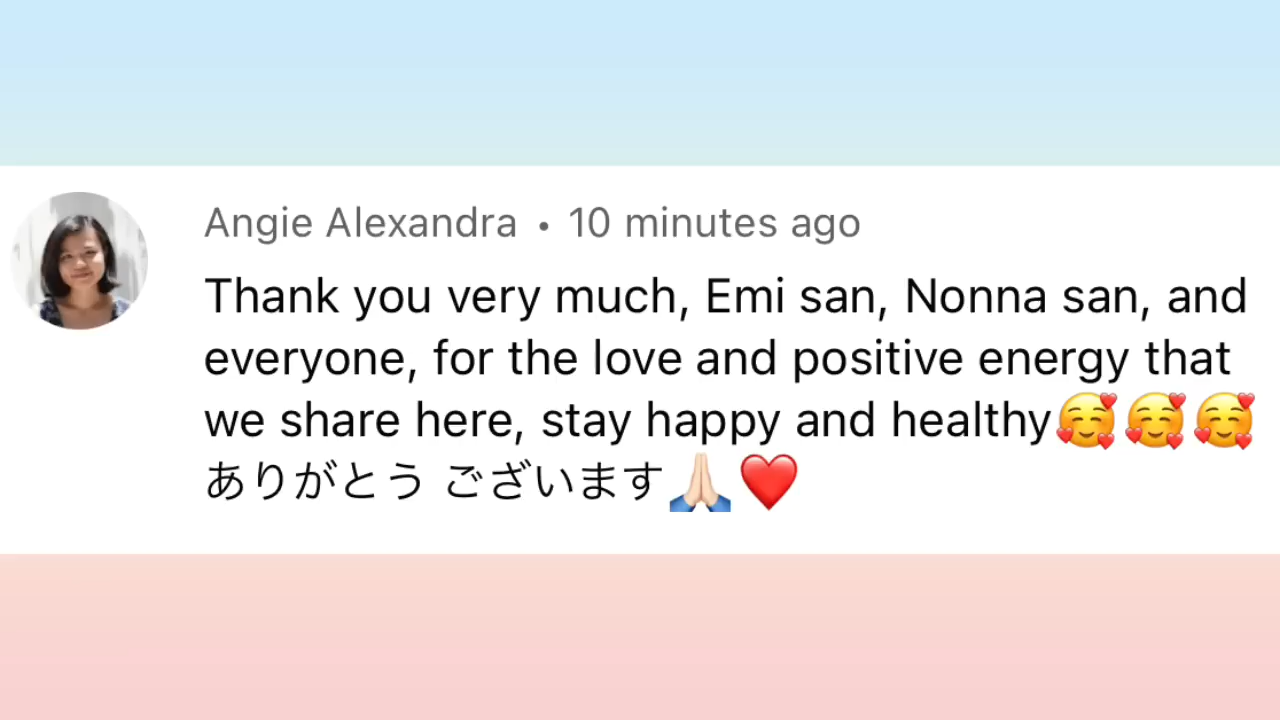 Angie Alexandra • 10 minutes ago
Thank you very much, Emi san, Nonna san, and
everyone, for the love and positive energy that
we share here, stay happy and healthy🥰🥰🥰
ありがとう ございます🙏🏻❤️